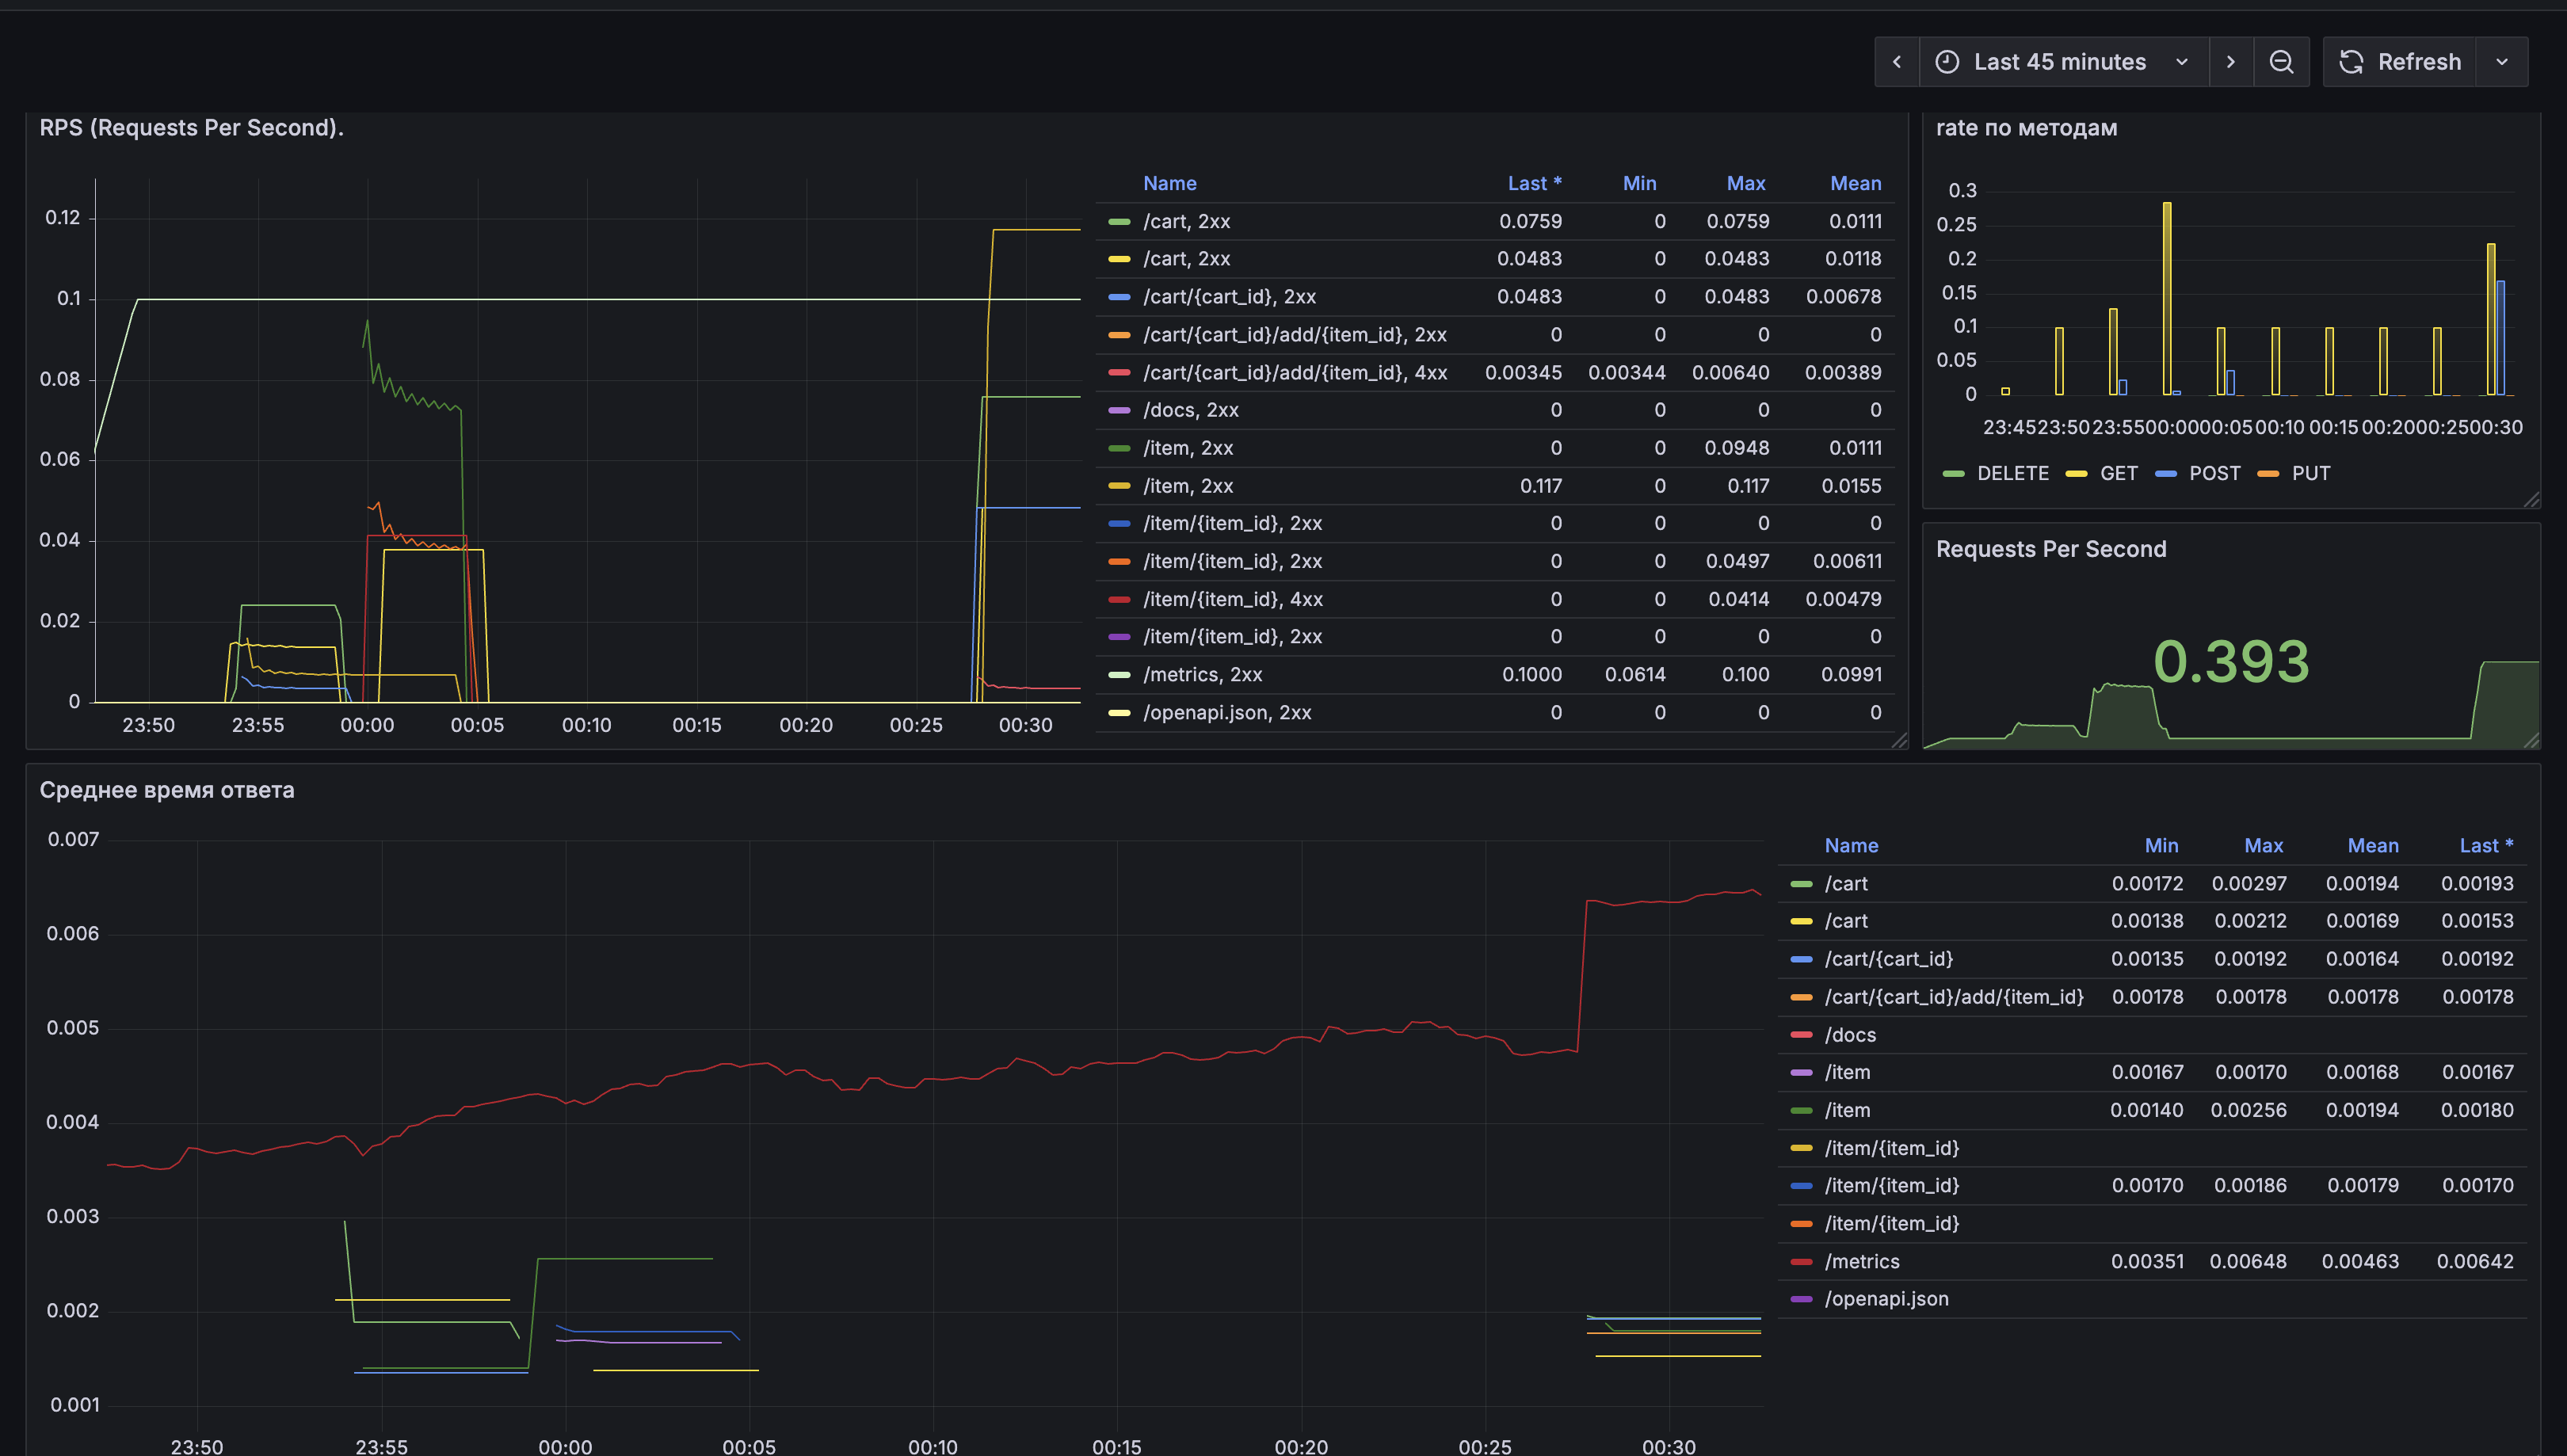 Last 45 minutes
Refresh
RPS (Requests Per Second).
0.12
0.1
0.08
0.06
0.04
0.02
0
23:50 23:55 00:00 00:05 00:10 00:15 00:20 00:25 00:30
Name Last * Min Max Mean
/cart, 2xx 0.0759 0 0.0759 0.0111
/cart, 2xx 0.0483 0 0.0483 0.0118
/cart/{cart_id}, 2xx 0.0483 0 0.0483 0.00678
/cart/{cart_id}/add/{item_id}, 2xx 0 0 0 0
/cart/{cart_id}/add/{item_id}, 4xx 0.00345 0.00344 0.00640 0.00389
/docs, 2xx 0 0 0 0
/item, 2xx 0 0 0.0948 0.0111
/item, 2xx 0.117 0 0.117 0.0155
/item/{item_id}, 2xx 0 0 0 0
/item/{item_id}, 2xx 0 0 0.0497 0.00611
/item/{item_id}, 4xx 0 0 0.0414 0.00479
/item/{item_id}, 2xx 0 0 0 0
/metrics, 2xx 0.1000 0.0614 0.100 0.0991
/openapi.json, 2xx 0 0 0 0
rate по методам
0.3
0.25
0.2
0.15
0.1
0.05
0
23:45 23:50 23:55 00:00 00:05 00:10 00:15 00:20 00:25 00:30
DELETE GET POST PUT
Requests Per Second
0.393
Среднее время ответа
0.007
0.006
0.005
0.004
0.003
0.002
0.001
23:50 23:55 00:00 00:05 00:10 00:15 00:20 00:25 00:30
Name Min Max Mean Last *
/cart 0.00172 0.00297 0.00194 0.00193
/cart 0.00138 0.00212 0.00169 0.00153
/cart/{cart_id} 0.00135 0.00192 0.00164 0.00192
/cart/{cart_id}/add/{item_id} 0.00178 0.00178 0.00178 0.00178
/docs
/item 0.00167 0.00170 0.00168 0.00167
/item 0.00140 0.00256 0.00194 0.00180
/item/{item_id}
/item/{item_id} 0.00170 0.00186 0.00179 0.00170
/item/{item_id}
/metrics 0.00351 0.00648 0.00463 0.00642
/openapi.json